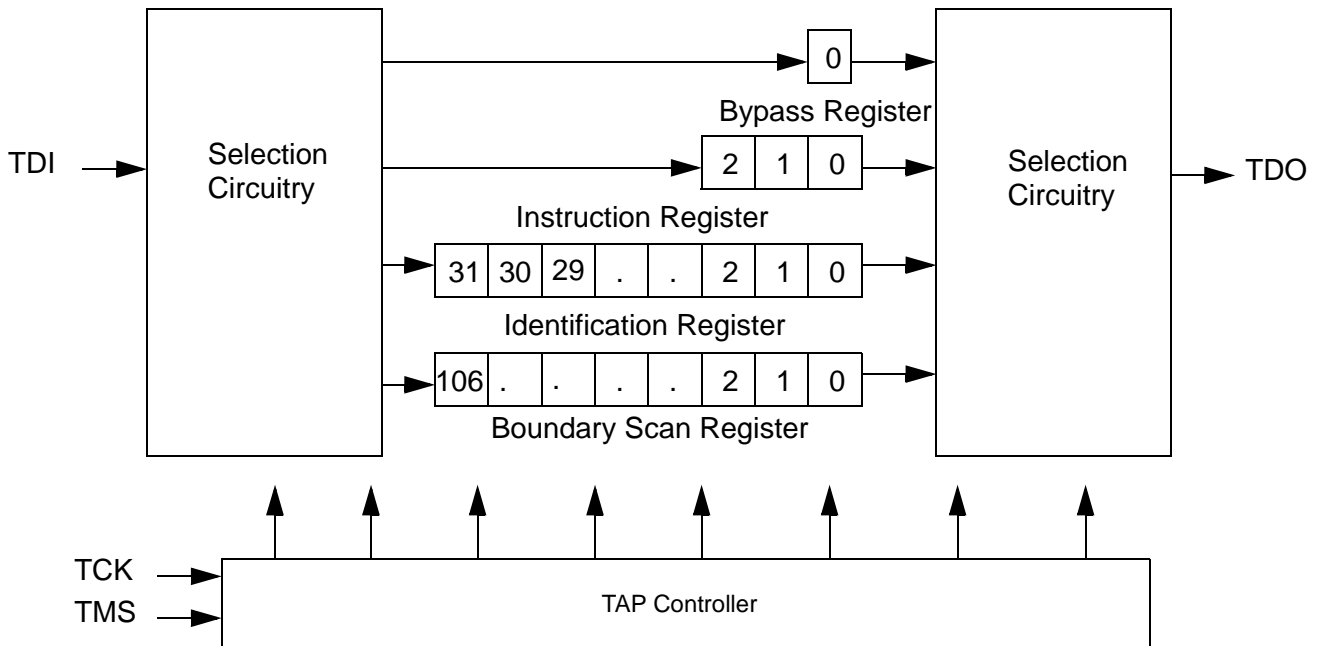 0
Bypass Register
TDI
Selection
Circuitry
2 1 0
Selection
Circuitry
TDO
Instruction Register
31 30 29 . . 2 1 0
Identification Register
106 . . . . 2 1 0
Boundary Scan Register
TCK
TMS
TAP Controller